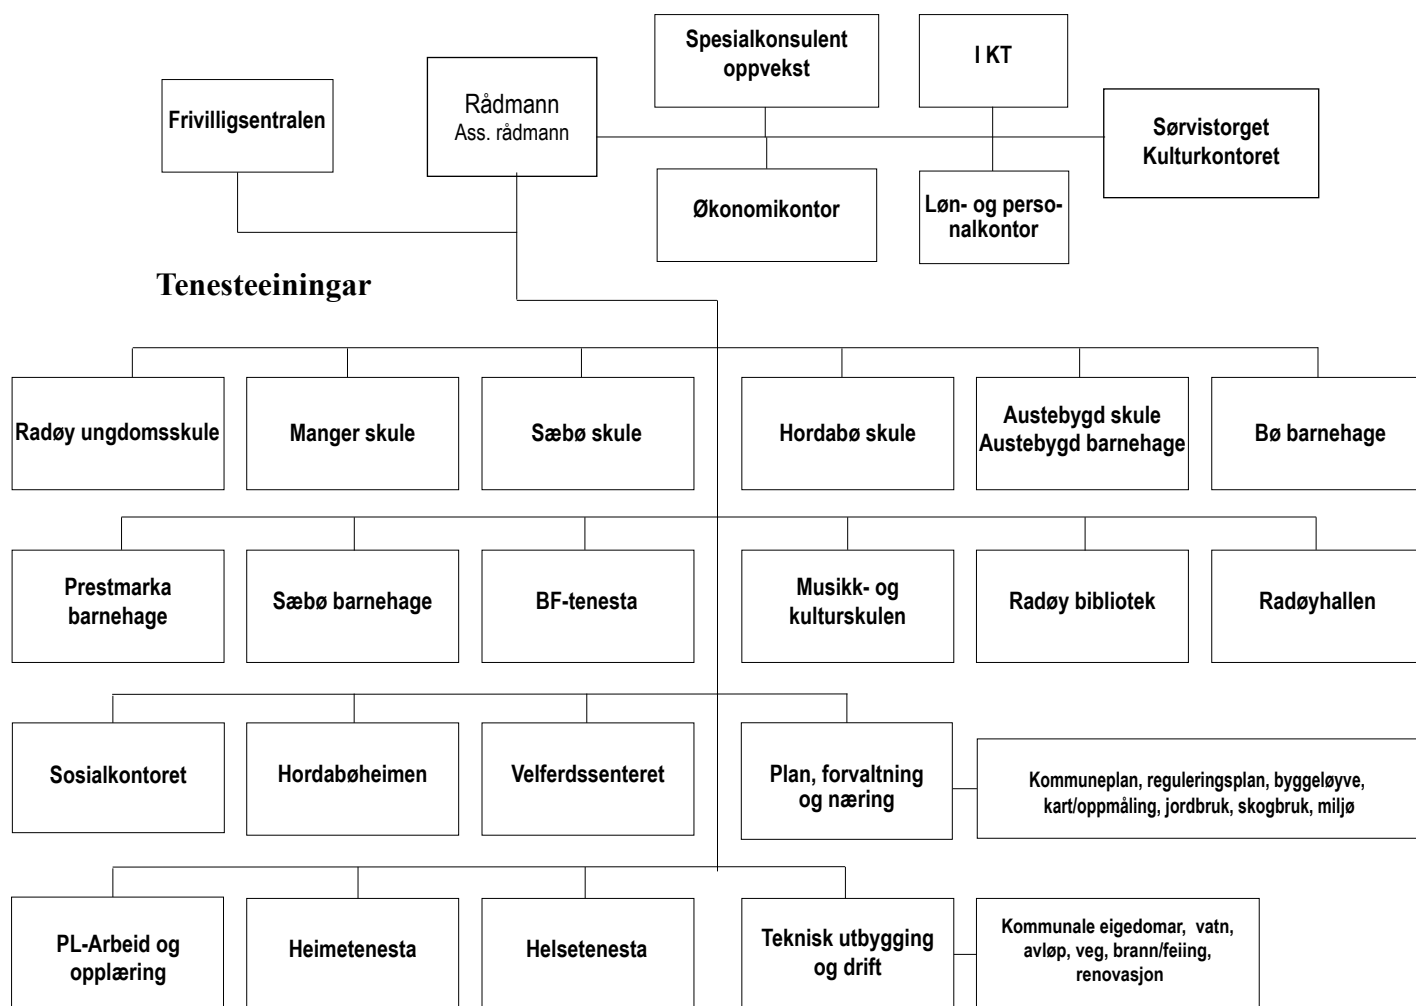 Spesialkonsulent
oppvekst
I KT
Frivilligsentralen
Rådmann
Ass. rådmann
Sørvistorget
Kulturkontoret
Økonomikontor
Løn- og perso-
nalkontor
Tenesteeiningar
Radøy ungdomsskule
Manger skule
Sæbø skule
Hordabø skule
Austebygd skule
Austebygd barnehage
Bø barnehage
Prestmarka
barnehage
Sæbø barnehage
BF-tenesta
Musikk- og
kulturskulen
Radøy bibliotek
Radøyhallen
Sosialkontoret
Hordabøheimen
Velferdssenteret
Plan, forvaltning
og næring
Kommuneplan, reguleringsplan, byggeløyve,
kart/oppmåling, jordbruk, skogbruk, miljø
PL-Arbeid og
opplæring
Heimetenesta
Helsetenesta
Teknisk utbygging
og drift
Kommunale eigedomar, vatn,
avløp, veg, brann/feiing,
renovasjon